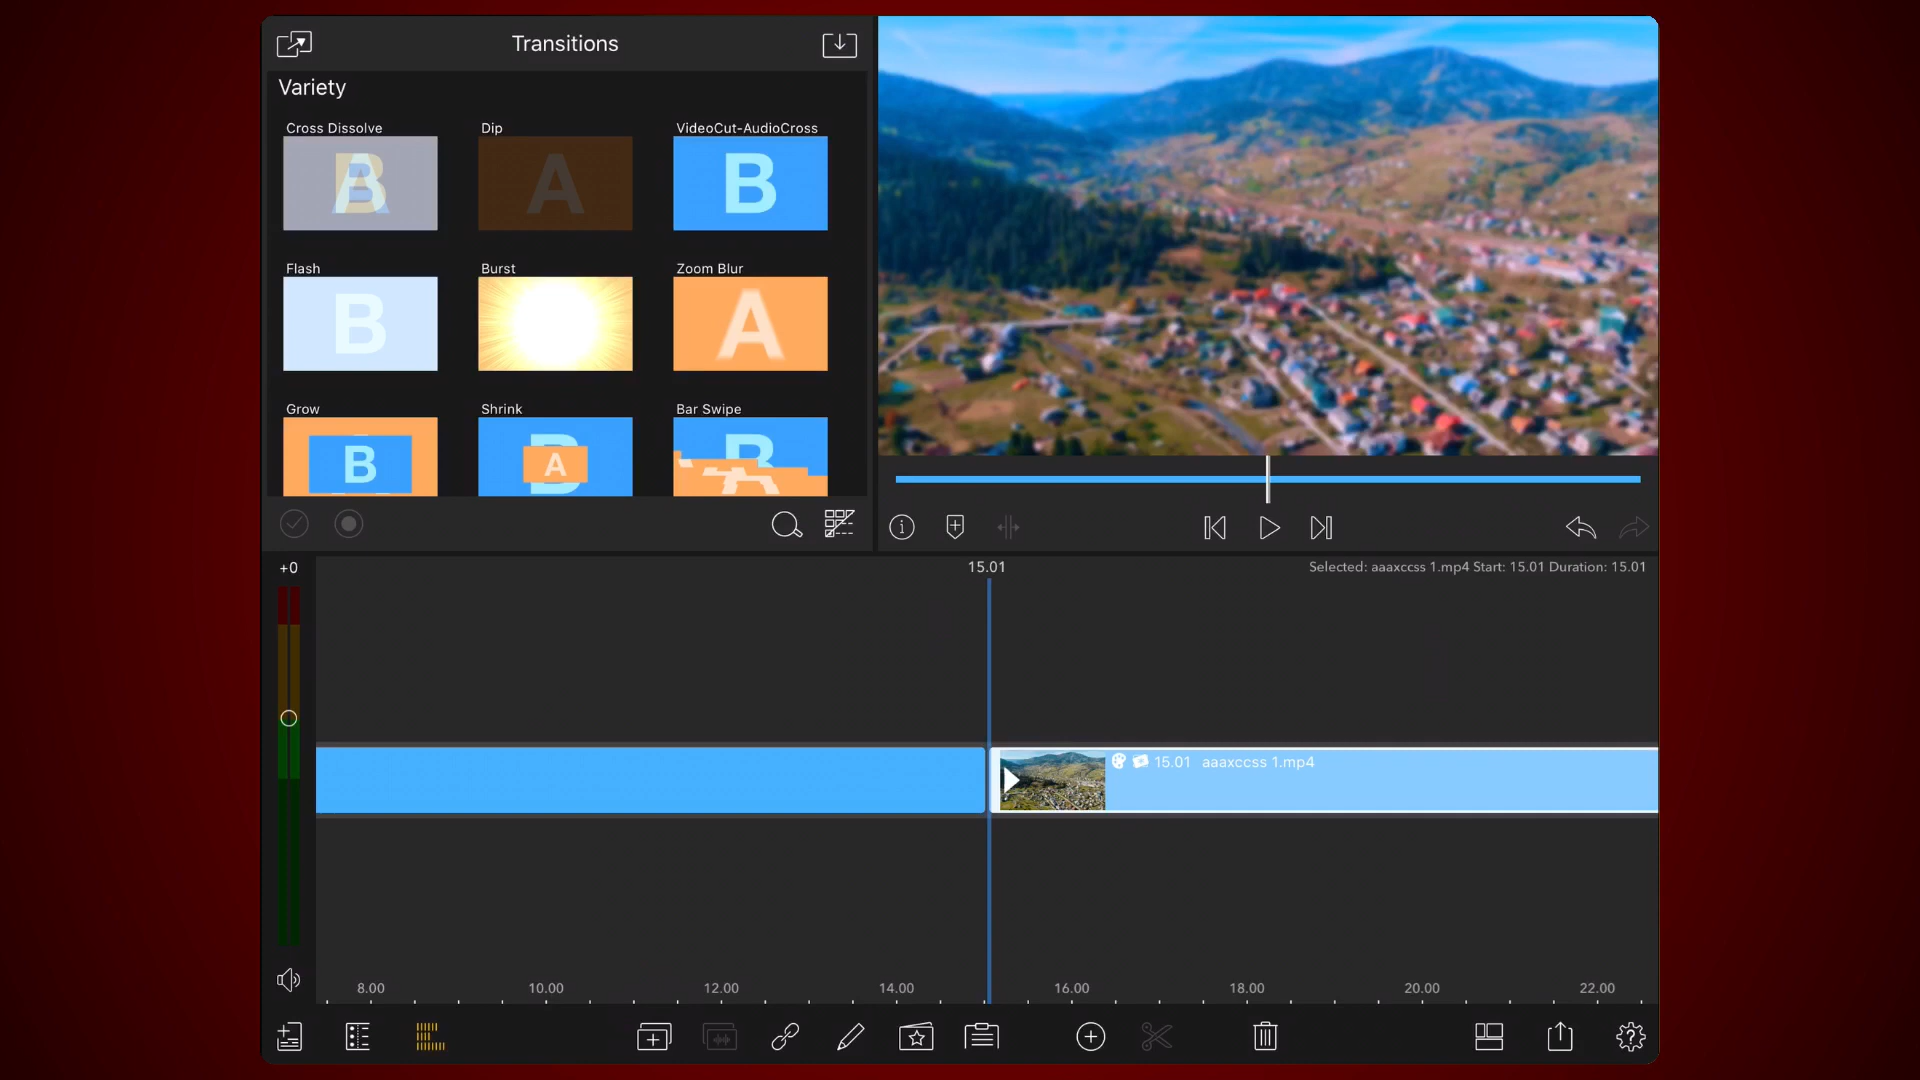 Transitions
Variety
Cross Dissolve
Dip
VideoCut-AudioCross
A B
A
B
Flash
Burst
Zoom Blur
B
A
Grow
Shrink
Bar Swipe
B
B A
B A
+0
15.01
Selected: aaaxccss 1.mp4 Start: 15.01 Duration: 15.01
15.01 aaaxccss 1.mp4
8.00 10.00 12.00 14.00 16.00 18.00 20.00 22.00